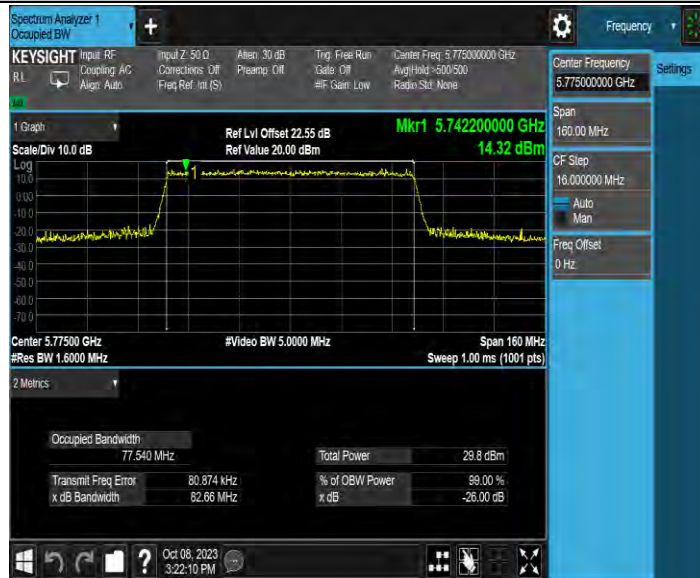 Spectrum Analyzer 1
Occupied BW
Frequency
KEYSIGHT Input: RF
Coupling: AC
Align: Auto
RL
Input Z: 50 Ω
Corrections: Off
Freq Ref: Int (S)
Atten: 30 dB
Preamp: Off
Trig: Free Run
Gate: Off
#IF Gain: Low
Center Freq: 5.775000000 GHz
Avg|Hold:>500/500
Radio Std: None
Center Frequency
5.775000000 GHz
Settings
Span
160.00 MHz
CF Step
16.000000 MHz
Auto
Man
Freq Offset
0 Hz
1 Graph
Scale/Div 10.0 dB
Ref Lvl Offset 22.55 dB
Ref Value 20.00 dBm
Mkr1 5.742200000 GHz
14.32 dBm
Log
10.0
0.00
-10.0
-20.0
-30.0
-40.0
-50.0
-60.0
-70.0
1
Center 5.77500 GHz
#Res BW 1.6000 MHz
#Video BW 5.0000 MHz
Span 160 MHz
Sweep 1.00 ms (1001 pts)
2 Metrics
Occupied Bandwidth
77.540 MHz
Total Power 29.8 dBm
Transmit Freq Error 80.874 kHz
% of OBW Power 99.00 %
x dB Bandwidth 82.66 MHz
x dB -26.00 dB
?
Oct 08, 2023
3:22:10 PM